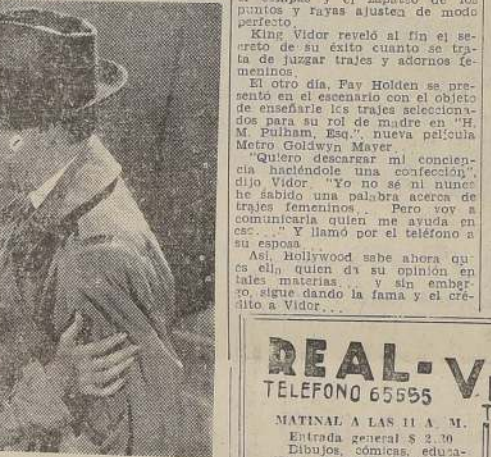 puntos y rayas ajusten de modo
perfecto.
King Vidor reveló al fin el se-
creto de su éxito cuanto se tra-
ta de juzgar trajes y adornos fe-
meninos.
El otro día, Fay Holden se pre-
sentó en el escenario con el objeto
de enseñarle los trajes selecciona-
dos para su rol de madre en "H.
M. Pulham, Esq.", nueva película
Metro Goldwyn Mayer.
"Quiero descargar mi concien-
cia haciéndole una confección",
dijo Vidor. "Yo no sé ni nunca
he sabido una palabra acerca de
trajes femeninos... Pero voy a
comunicarla quien me ayuda en
eso..." Y llamó por el teléfono a
su esposa.
Así, Hollywood sabe ahora que
es ella quien da su opinión en
tales materias... y sin embar-
go, sigue dando la fama y el cré-
dito a Vidor...
REAL-V
TELEFONO 65555
MATINAL A LAS 11 A. M.
Entrada general $ 2.20
Dibujos, cómicas, educa-